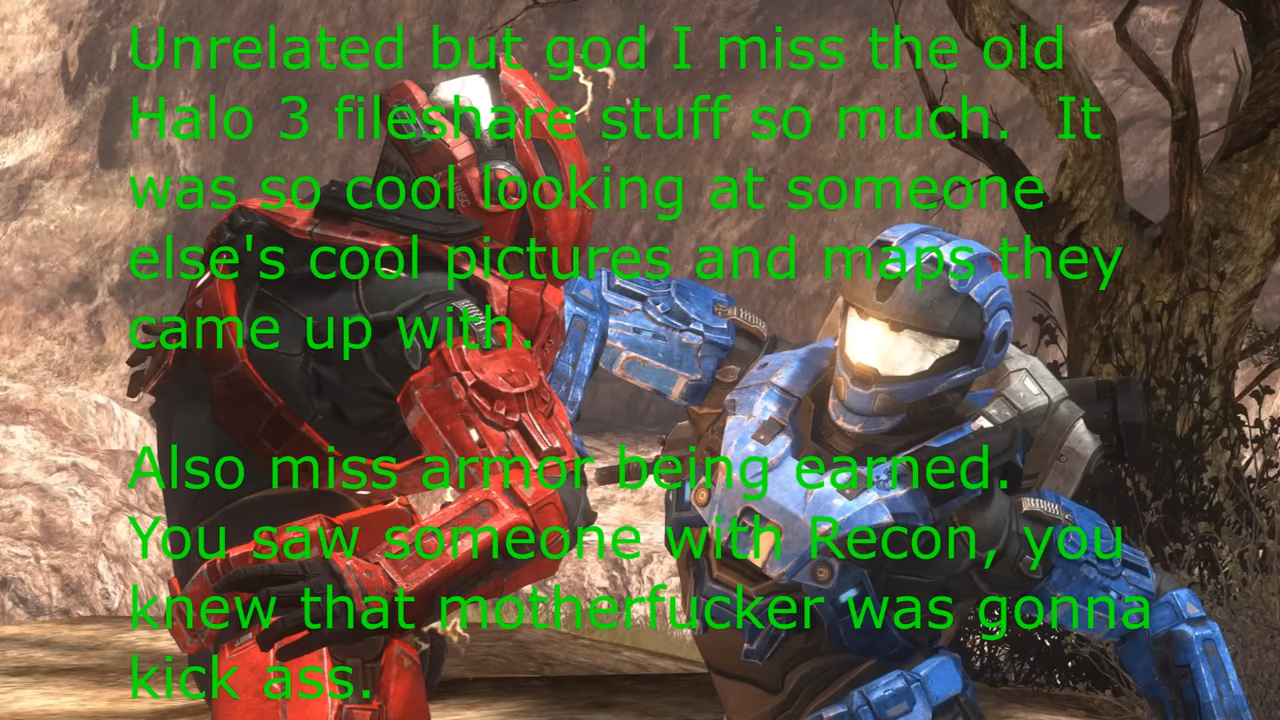 Unrelated but god I miss the old
Halo 3 fileshare stuff so much.  It
was so cool looking at someone
else's cool pictures and maps they
came up with.
Also miss armor being earned.
You saw someone with Recon, you
knew that motherfucker was gonna
kick ass.